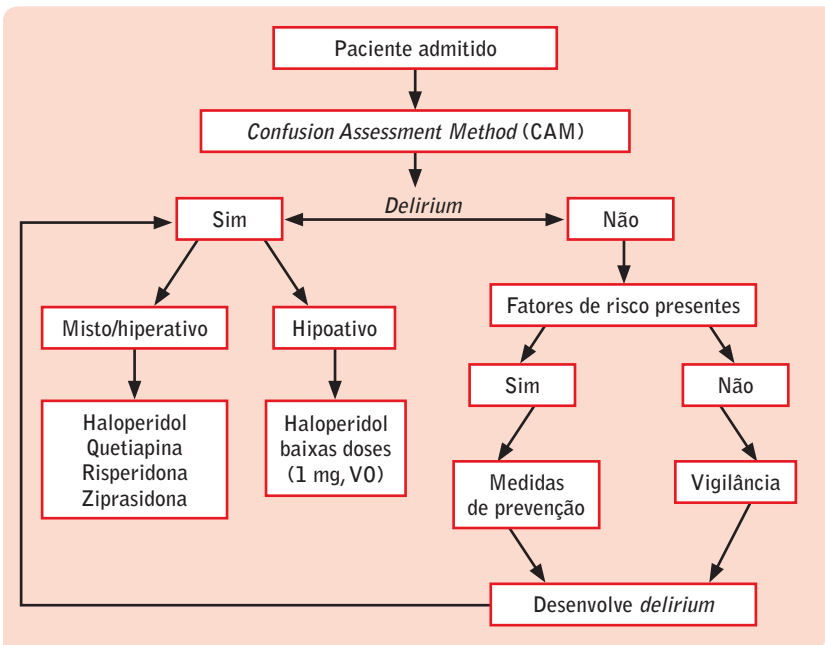 Paciente admitido
Confusion Assessment Method (CAM)
Delirium
Sim
Não
Misto/hiperativo
Hipoativo
Fatores de risco presentes
Sim
Não
Haloperidol
Quetiapina
Risperidona
Ziprasidona
Haloperidol
baixas doses
(1 mg, VO)
Medidas
de prevenção
Vigilância
Desenvolve delirium